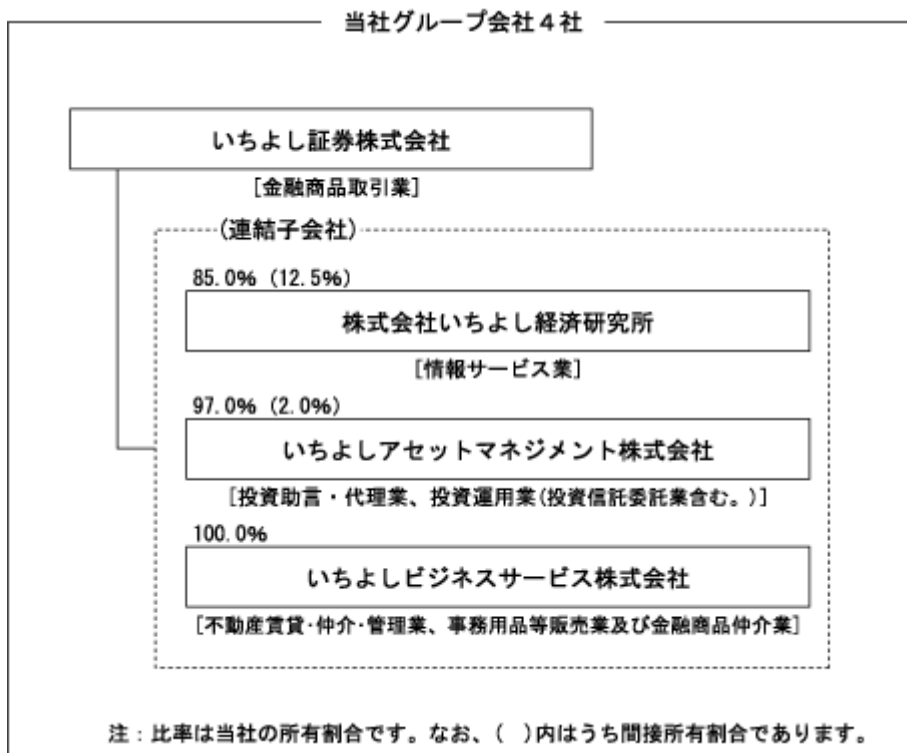 当社グループ会社４社
いちよし証券株式会社
[金融商品取引業]
(連結子会社)
85.0% (12.5%)
株式会社いちよし経済研究所
[情報サービス業]
97.0% (2.0%)
いちよしアセットマネジメント株式会社
[投資助言・代理業、投資運用業(投資信託委託業含む。)]
100.0%
いちよしビジネスサービス株式会社
[不動産賃貸･仲介･管理業、事務用品等販売業及び金融商品仲介業]
注：比率は当社の所有割合です。なお、( )内はうち間接所有割合であります。